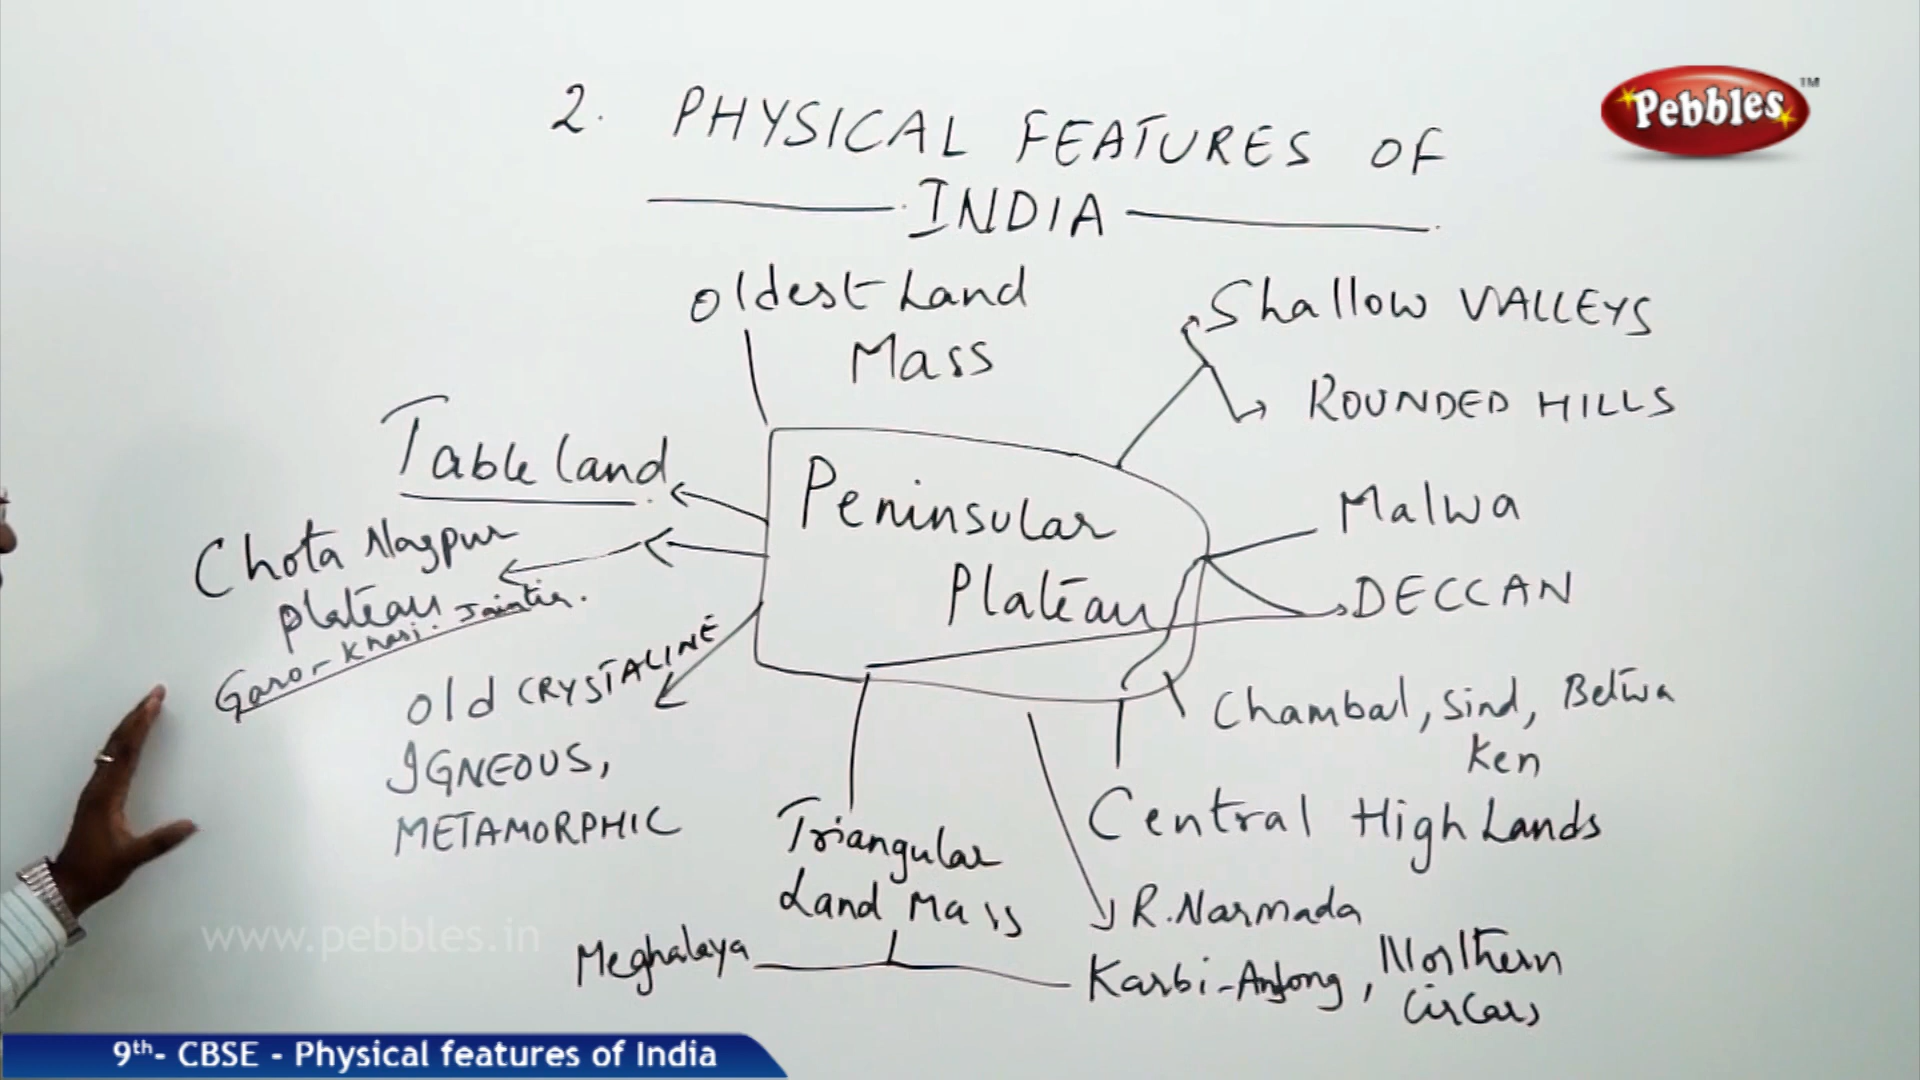 2. PHYSICAL FEATURES OF
INDIA
Pebbles TM
Oldest Land
Mass
Shallow VALLEYS
ROUNDED HILLS
Table Land
Peninsular
Plateau
Malwa
DECCAN
Chota Nagpur
plateau
Garo - Khasi - Jaintia.
Old CRYSTALINE
IGNEOUS,
METAMORPHIC
Chambal, Sind, Betwa
Ken
Central High Lands
Triangular
Land Mass
R. Narmada
Meghalaya
Karbi-Anglong, Northern
Circars
www.pebbles.in
9th- CBSE - Physical features of India